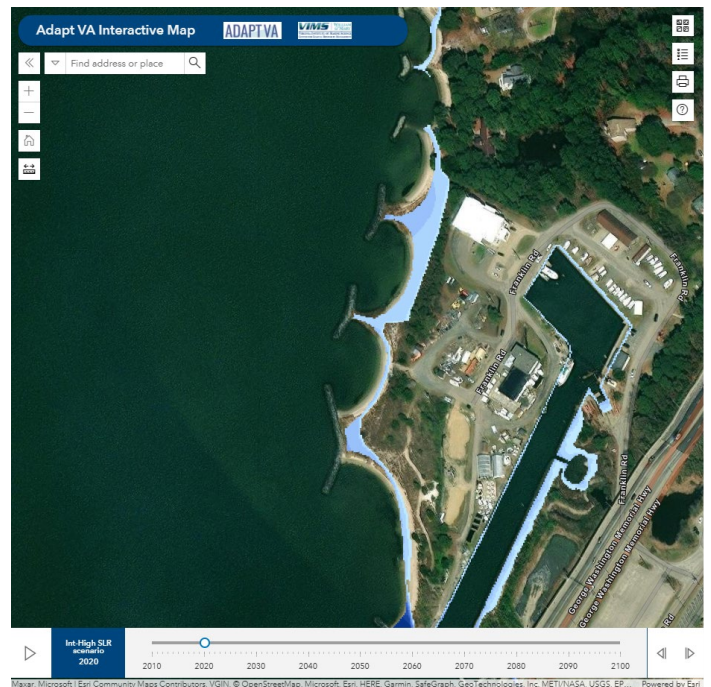 Adapt VA Interactive Map
ADAPT VA
VIMS
Find address or place
Franklin Rd
Franklin Rd
Franklin Rd
Franklin Rd
George Washington Memorial Hwy
George Washington Memorial Hwy
Rd
Int-High SLR
scenario
2020
2010 2020 2030 2040 2050 2060 2070 2080 2090 2100
Maxar, Microsoft | Esri Community Maps Contributors, VGIN, © OpenStreetMap, Microsoft, Esri, HERE, Garmin, SafeGraph, GeoTechnologies, Inc, METI/NASA, USGS, EP... Powered by Esri